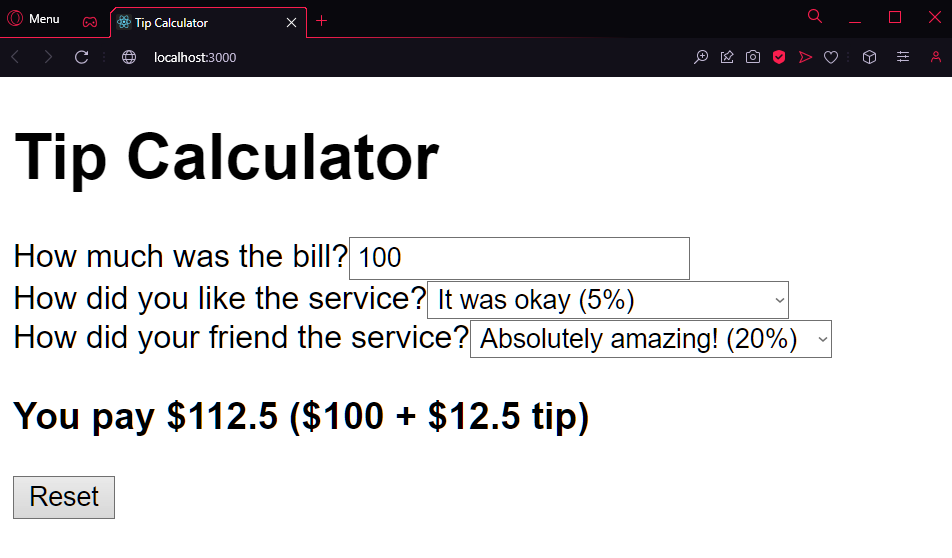 Menu
Tip Calculator
localhost:3000
Tip Calculator
How much was the bill? 100
How did you like the service? It was okay (5%)
How did your friend the service? Absolutely amazing! (20%)
You pay $112.5 ($100 + $12.5 tip)
Reset